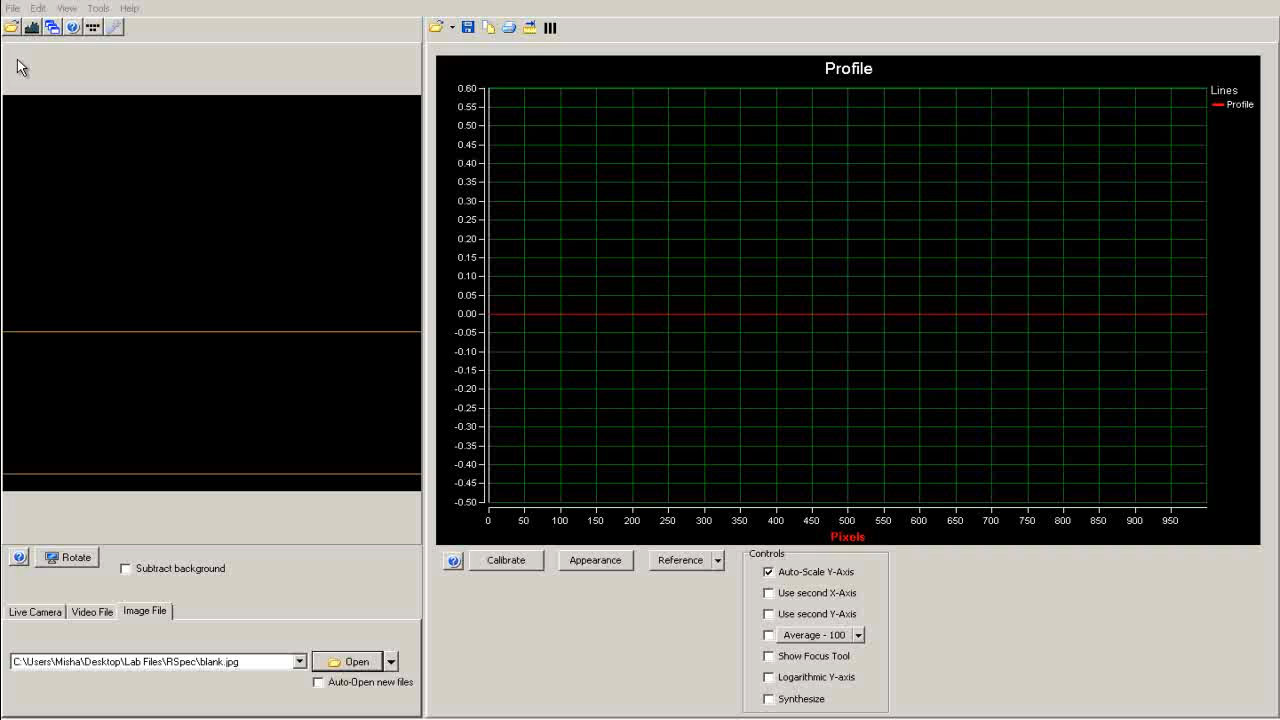 File Edit View Tools Help
Profile
Lines
Profile
0.60
0.55
0.50
0.45
0.40
0.35
0.30
0.25
0.20
0.15
0.10
0.05
0.00
-0.05
-0.10
-0.15
-0.20
-0.25
-0.30
-0.35
-0.40
-0.45
-0.50
0 50 100 150 200 250 300 350 400 450 500 550 600 650 700 750 800 850 900 950
Pixels
Rotate
Subtract background
Live Camera Video File Image File
C:\Users\Misha\Desktop\Lab Files\RSpec\blank.jpg
Open
Auto-Open new files
Calibrate Appearance Reference
Controls
Auto-Scale Y-Axis
Use second X-Axis
Use second Y-Axis
Average - 100
Show Focus Tool
Logarithmic Y-axis
Synthesize